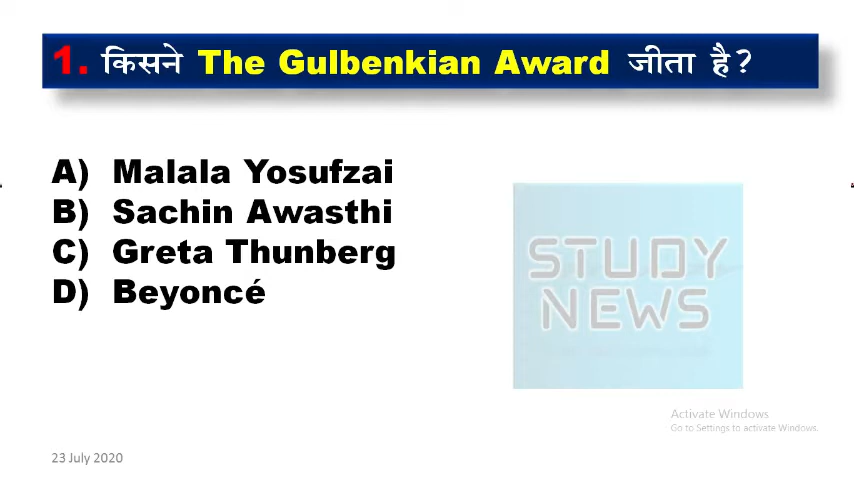 1. किसने The Gulbenkian Award जीता है?
A) Malala Yosufzai
B) Sachin Awasthi
C) Greta Thunberg
D) Beyoncé
STUDY
NEWS
Activate Windows
Go to Settings to activate Windows.
23 July 2020